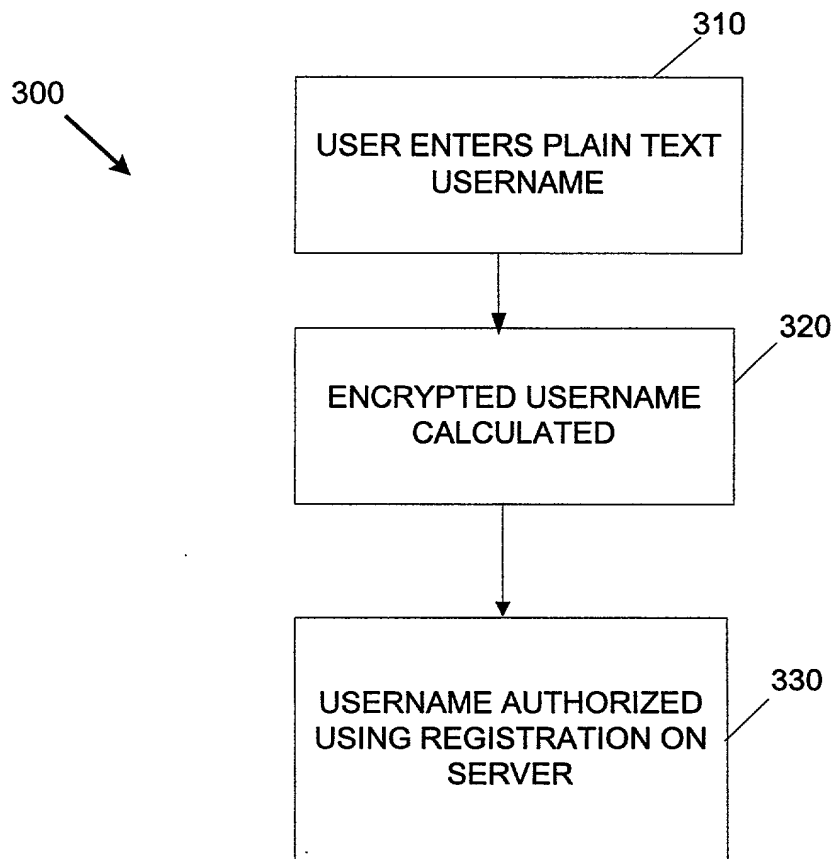 310
300
USER ENTERS PLAIN TEXT
USERNAME
320
ENCRYPTED USERNAME
CALCULATED
330
USERNAME AUTHORIZED
USING REGISTRATION ON
SERVER